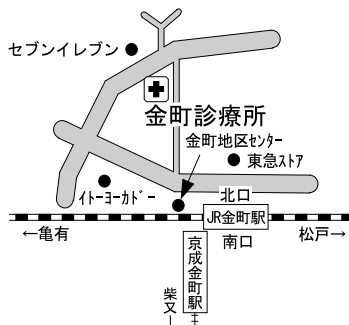 セブンイレブン
金町診療所
金町地区センター
東急ストア
イトーヨーカドー
北口
JR金町駅
←亀有
南口
松戸→
京成金町駅
柴又